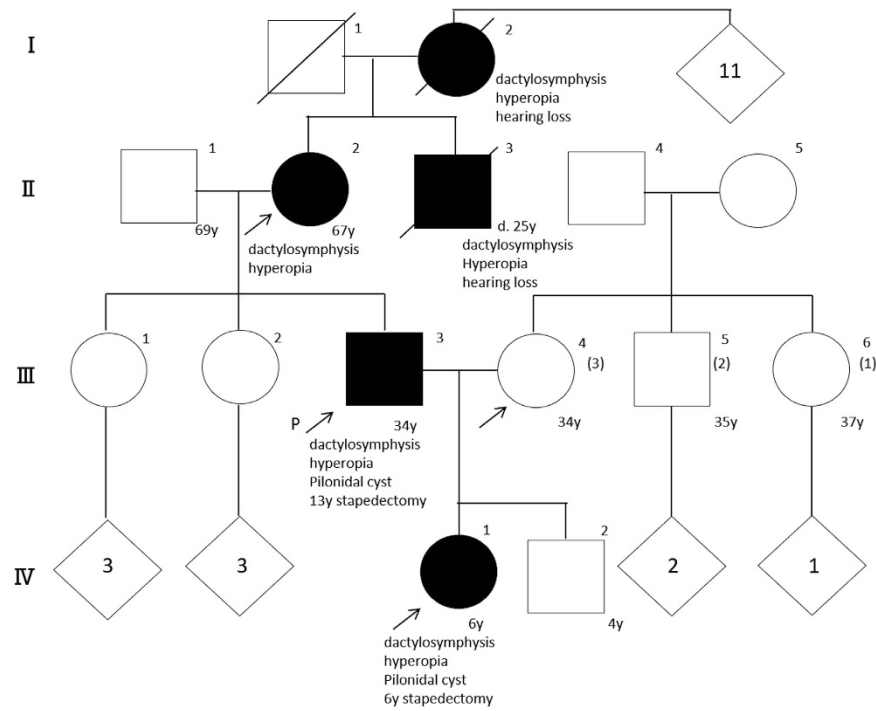 I
1
2
11
dactylosymphysis
hyperopia
hearing loss
II
1
2
3
4
5
69y
67y
dactylosymphysis
hyperopia
d. 25y
dactylosymphysis
Hyperopia
hearing loss
III
1
2
3
4
(3)
5
(2)
6
(1)
P
34y
dactylosymphysis
hyperopia
Pilonidal cyst
13y stapedectomy
34y
35y
37y
IV
3
3
1
2
2
1
6y
dactylosymphysis
hyperopia
Pilonidal cyst
6y stapedectomy
4y